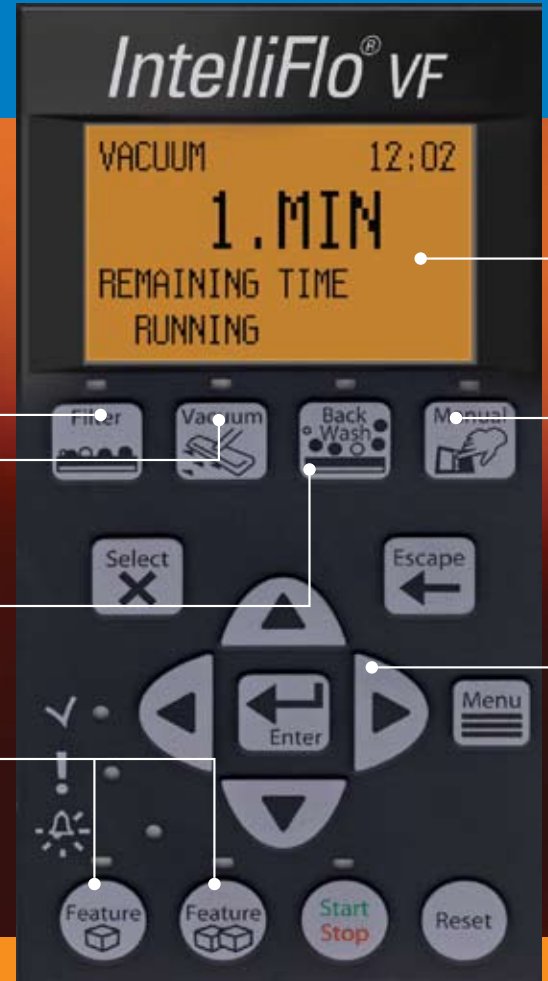 IntelliFlo® VF
VACUUM 12:02
1.MIN
REMAINING TIME
RUNNING
Filter Vacuum Back Wash Manual
Select Escape
Enter Menu
Feature Feature Start Stop Reset